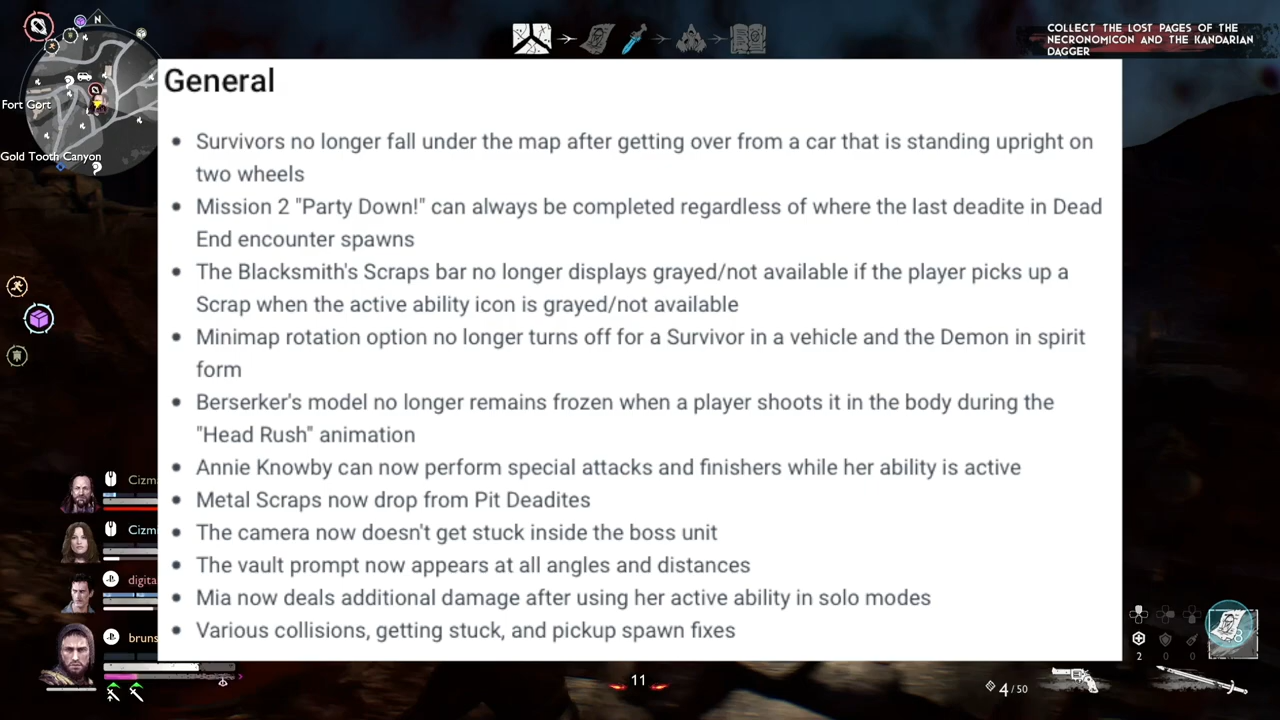 N
COLLECT THE LOST PAGES OF THE
NECRONOMICON AND THE KANDARIAN
DAGGER
General
Fort Gort
Gold Tooth Canyon
• Survivors no longer fall under the map after getting over from a car that is standing upright on
two wheels
• Mission 2 "Party Down!" can always be completed regardless of where the last deadite in Dead
End encounter spawns
• The Blacksmith's Scraps bar no longer displays grayed/not available if the player picks up a
Scrap when the active ability icon is grayed/not available
• Minimap rotation option no longer turns off for a Survivor in a vehicle and the Demon in spirit
form
• Berserker's model no longer remains frozen when a player shoots it in the body during the
"Head Rush" animation
• Annie Knowby can now perform special attacks and finishers while her ability is active
• Metal Scraps now drop from Pit Deadites
• The camera now doesn't get stuck inside the boss unit
• The vault prompt now appears at all angles and distances
• Mia now deals additional damage after using her active ability in solo modes
• Various collisions, getting stuck, and pickup spawn fixes
Cizm
Cizm
digita
bruns
2 0 0
11
4/50